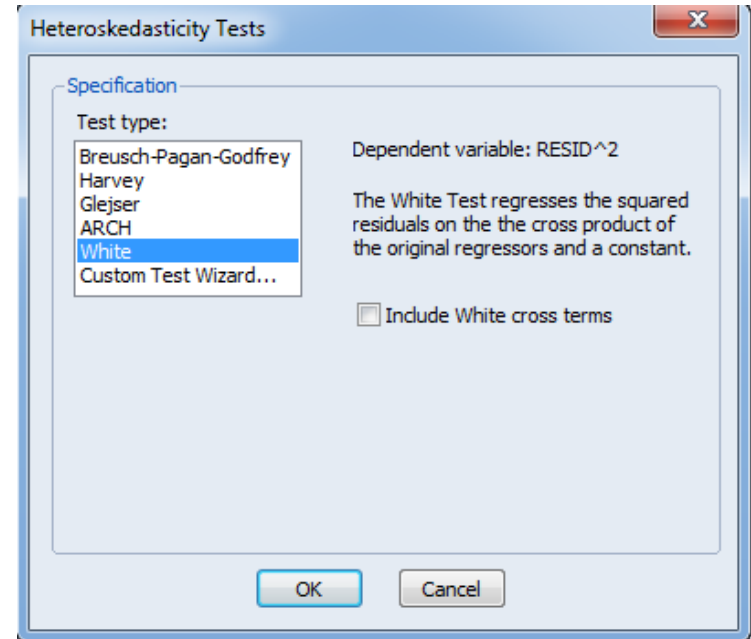 Heteroskedasticity Tests
Specification
Test type:
Breusch-Pagan-Godfrey
Harvey
Glejser
ARCH
White
Custom Test Wizard...
Dependent variable: RESID^2
The White Test regresses the squared
residuals on the the cross product of
the original regressors and a constant.
Include White cross terms
OK
Cancel